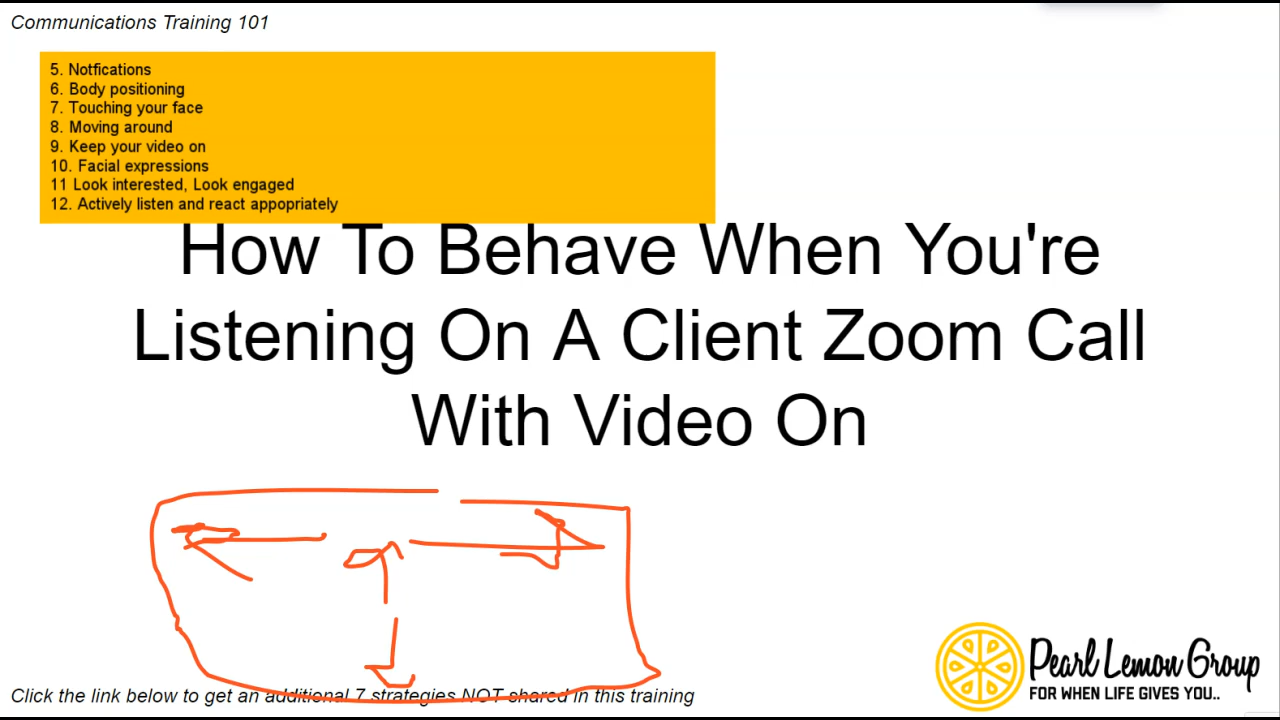 Communications Training 101
5. Notfications
6. Body positioning
7. Touching your face
8. Moving around
9. Keep your video on
10. Facial expressions
11 Look interested, Look engaged
12. Actively listen and react appopriately
How To Behave When You're
Listening On A Client Zoom Call
With Video On
Pearl Lemon Group
FOR WHEN LIFE GIVES YOU..
Click the link below to get an additional 7 strategies NOT shared in this training